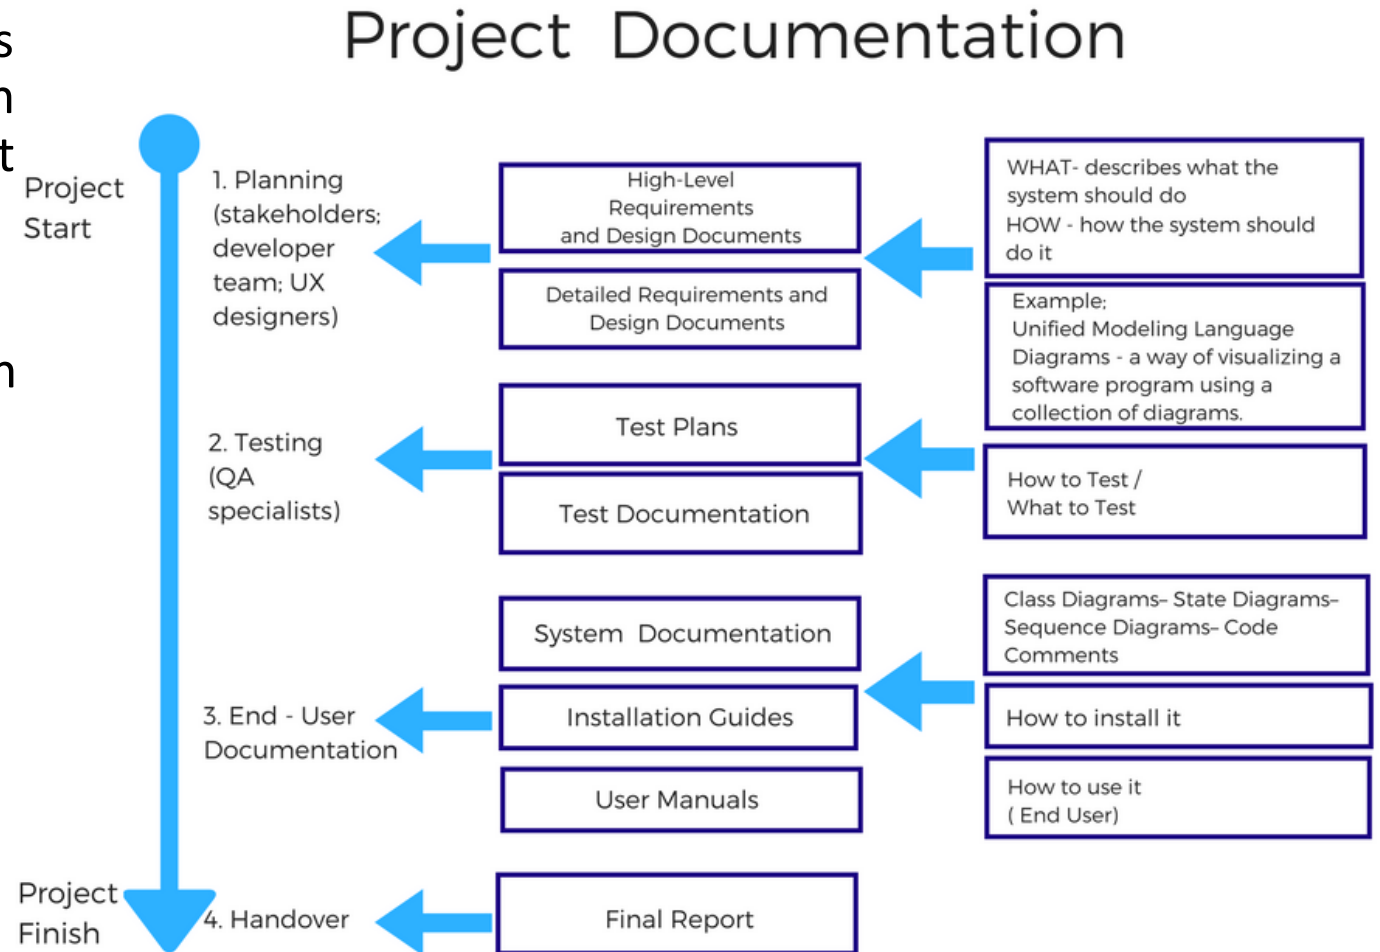 Project Documentation
s
n
t
n
Project
Start
1. Planning
(stakeholders;
developer
team; UX
designers)
High-Level
Requirements
and Design Documents
Detailed Requirements and
Design Documents
WHAT- describes what the
system should do
HOW - how the system should
do it
Example;
Unified Modeling Language
Diagrams - a way of visualizing a
software program using a
collection of diagrams.
2. Testing
(QA
specialists)
Test Plans
Test Documentation
How to Test /
What to Test
3. End - User
Documentation
System Documentation
Installation Guides
User Manuals
Class Diagrams– State Diagrams–
Sequence Diagrams– Code
Comments
How to install it
How to use it
( End User)
Project
Finish
4. Handover
Final Report